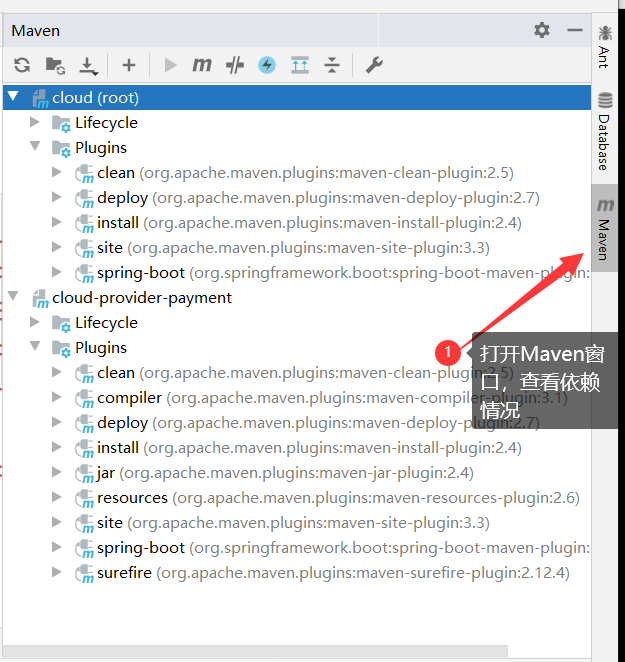 Maven
cloud (root)
Lifecycle
Plugins
clean (org.apache.maven.plugins:maven-clean-plugin:2.5)
deploy (org.apache.maven.plugins:maven-deploy-plugin:2.7)
install (org.apache.maven.plugins:maven-install-plugin:2.4)
site (org.apache.maven.plugins:maven-site-plugin:3.3)
spring-boot (org.springframework.boot:spring-boot-maven-plugin:
cloud-provider-payment
Lifecycle
Plugins
clean (org.apache.maven.plugins:maven-clean-plugin:2.5)
compiler (org.apache.maven.plugins:maven-compiler-plugin:3.1)
deploy (org.apache.maven.plugins:maven-deploy-plugin:2.7)
install (org.apache.maven.plugins:maven-install-plugin:2.4)
jar (org.apache.maven.plugins:maven-jar-plugin:2.4)
resources (org.apache.maven.plugins:maven-resources-plugin:2.6)
site (org.apache.maven.plugins:maven-site-plugin:3.3)
spring-boot (org.springframework.boot:spring-boot-maven-plugin:
surefire (org.apache.maven.plugins:maven-surefire-plugin:2.12.4)
1
打开Maven窗
口，查看依赖
情况
Ant
Database
Maven